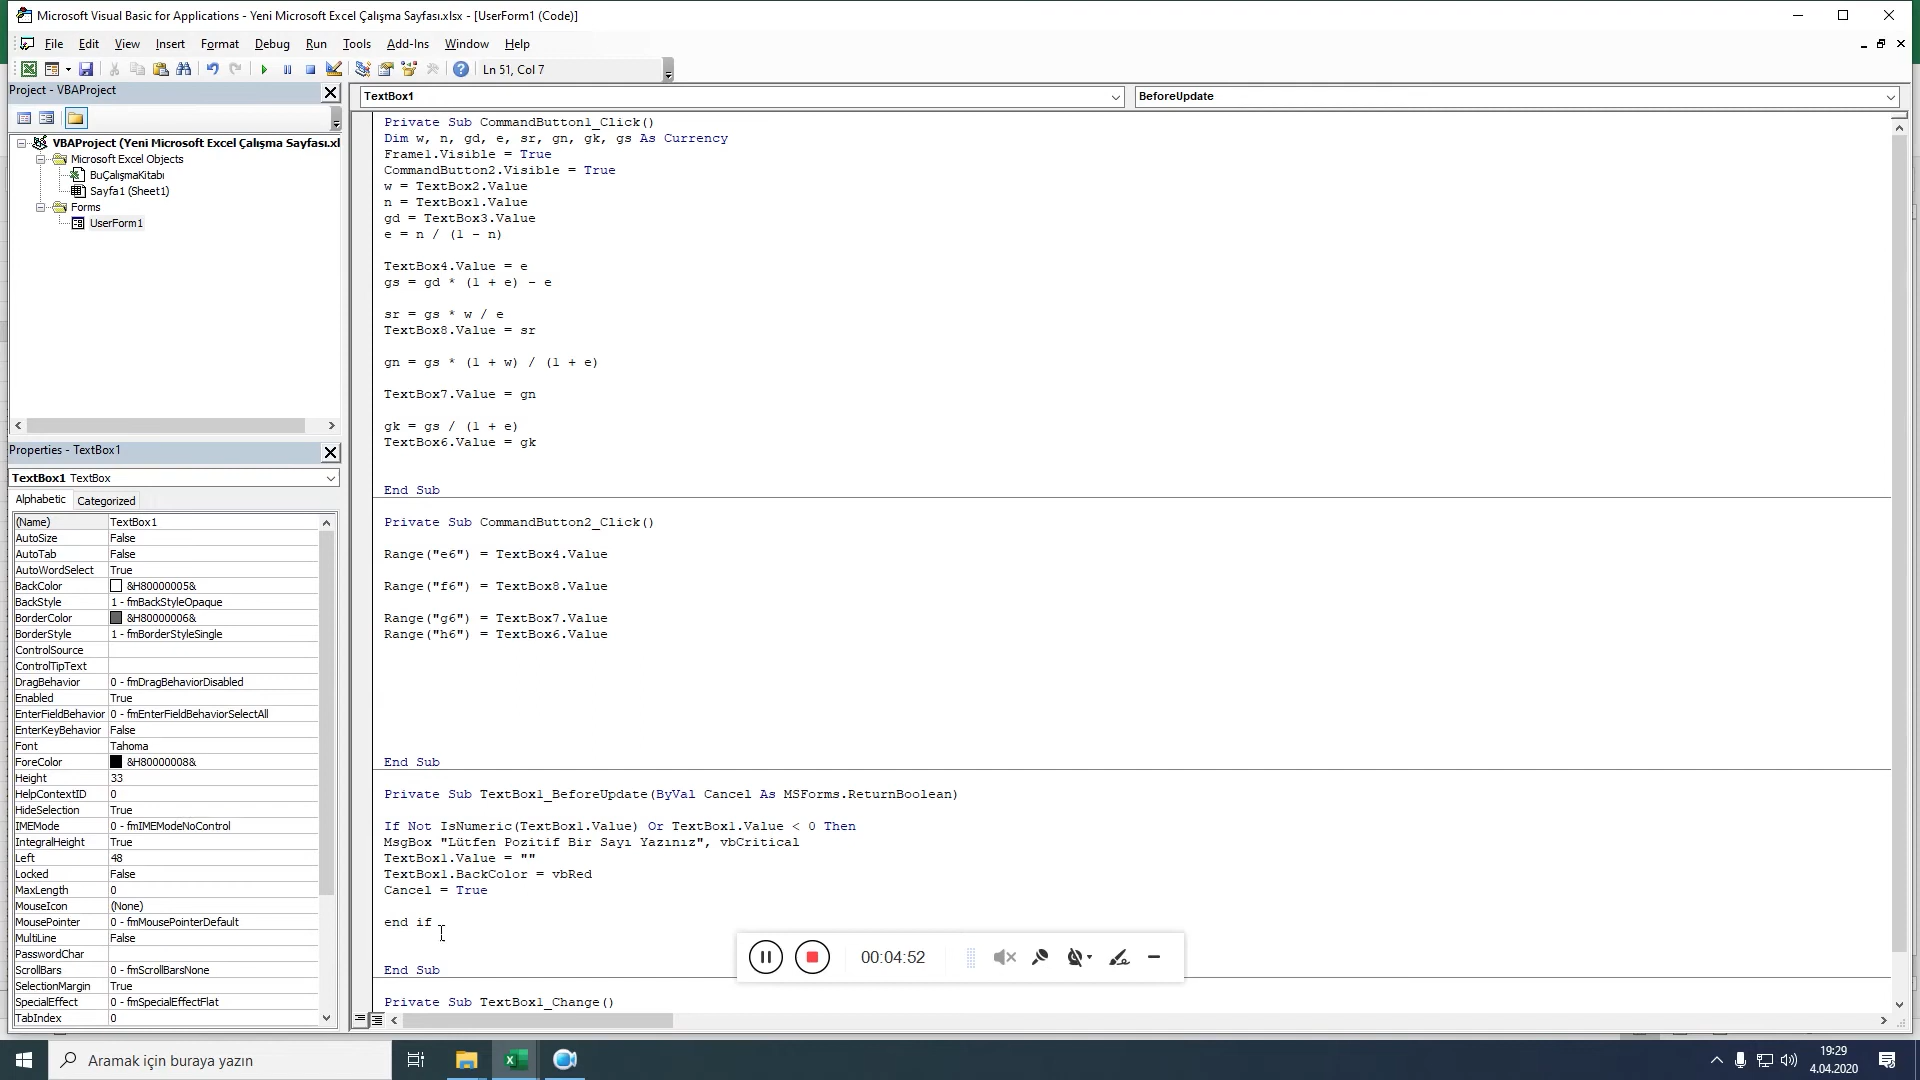 Microsoft Visual Basic for Applications - Yeni Microsoft Excel Çalışma Sayfası.xlsx - [UserForm1 (Code)]
File Edit View Insert Format Debug Run Tools Add-Ins Window Help
Ln 51, Col 7
Project - VBAProject
VBAProject (Yeni Microsoft Excel Çalışma Sayfası.xl
Microsoft Excel Objects
BuÇalışmaKitabı
Sayfa1 (Sheet1)
Forms
UserForm1
Properties - TextBox1
TextBox1 TextBox
Alphabetic Categorized
(Name) TextBox1
AutoSize False
AutoTab False
AutoWordSelect True
BackColor &H80000005&
BackStyle 1 - fmBackStyleOpaque
BorderColor &H80000006&
BorderStyle 1 - fmBorderStyleSingle
ControlSource
ControlTipText
DragBehavior 0 - fmDragBehaviorDisabled
Enabled True
EnterFieldBehavior 0 - fmEnterFieldBehaviorSelectAll
EnterKeyBehavior False
Font Tahoma
ForeColor &H80000008&
Height 33
HelpContextID 0
HideSelection True
IMEMode 0 - fmIMEModeNoControl
IntegralHeight True
Left 48
Locked False
MaxLength 0
MouseIcon (None)
MousePointer 0 - fmMousePointerDefault
MultiLine False
PasswordChar
ScrollBars 0 - fmScrollBarsNone
SelectionMargin True
SpecialEffect 0 - fmSpecialEffectFlat
TabIndex 0
TextBox1 BeforeUpdate
Private Sub CommandButton1_Click()
Dim w, n, gd, e, sr, gn, gk, gs As Currency
Frame1.Visible = True
CommandButton2.Visible = True
w = TextBox2.Value
n = TextBox1.Value
gd = TextBox3.Value
e = n / (1 - n)
TextBox4.Value = e
gs = gd * (1 + e) - e
sr = gs * w / e
TextBox8.Value = sr
gn = gs * (1 + w) / (1 + e)
TextBox7.Value = gn
gk = gs / (1 + e)
TextBox6.Value = gk
End Sub
Private Sub CommandButton2_Click()
Range("e6") = TextBox4.Value
Range("f6") = TextBox8.Value
Range("g6") = TextBox7.Value
Range("h6") = TextBox6.Value
End Sub
Private Sub TextBox1_BeforeUpdate(ByVal Cancel As MSForms.ReturnBoolean)
If Not IsNumeric(TextBox1.Value) Or TextBox1.Value < 0 Then
MsgBox "Lütfen Pozitif Bir Sayı Yazınız", vbCritical
TextBox1.Value = ""
TextBox1.BackColor = vbRed
Cancel = True
end if
End Sub
Private Sub TextBox1_Change()
00:04:52
Aramak için buraya yazın
19:29
4.04.2020